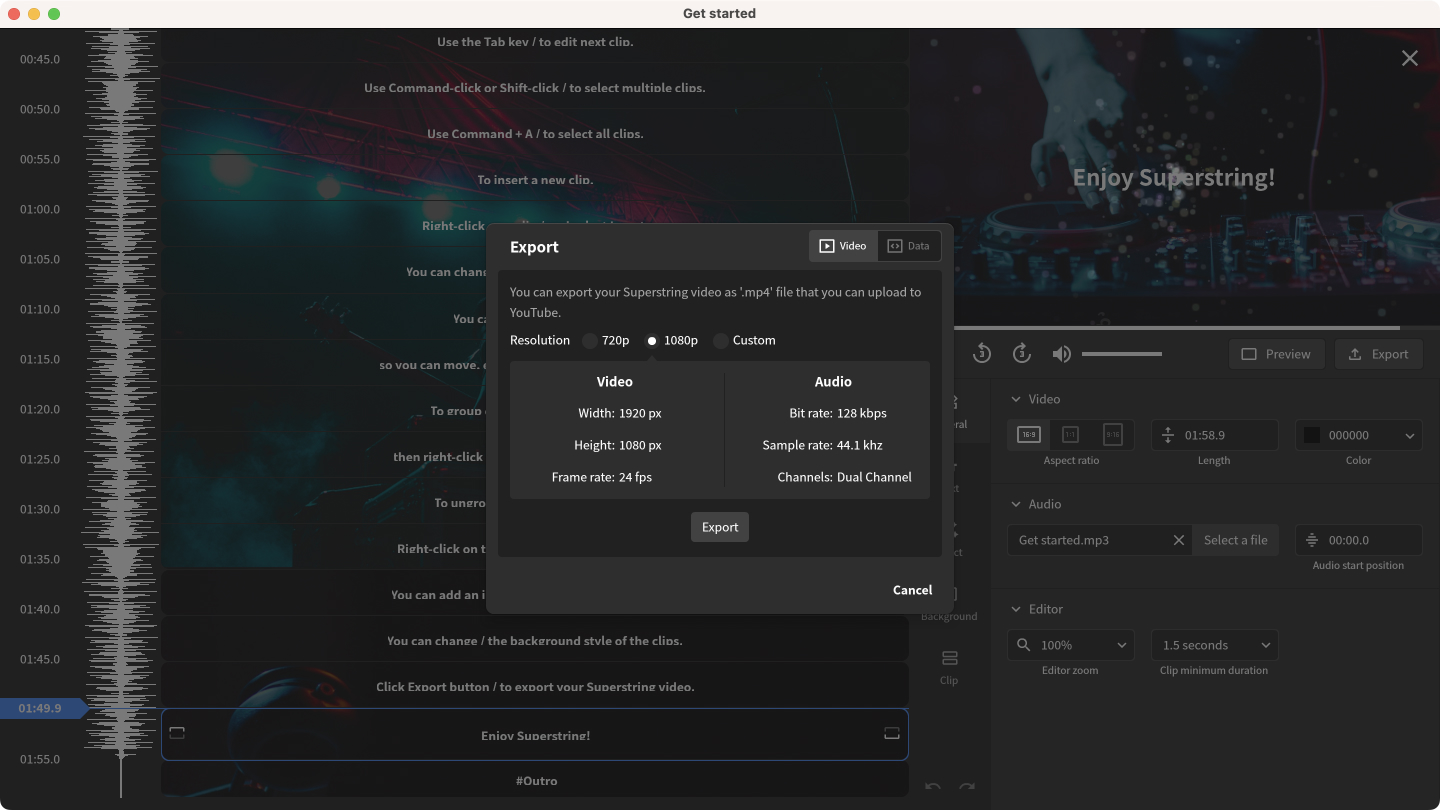 Get started
00:45.0
00:50.0
00:55.0
01:00.0
01:05.0
01:10.0
01:15.0
01:20.0
01:25.0
01:30.0
01:35.0
01:40.0
01:45.0
01:49.9
01:55.0
Use the Tab key / to edit next clip.
Use Command-click or Shift-click / to select multiple clips.
Use Command + A / to select all clips.
To insert a new clip.
Right-click
You can
You
so you can move,
To group
then right-click
To
Right-click on
You can add an
You can change / the background style of the clips.
Click Export button / to export your Superstring video.
Enjoy Superstring!
#Outro
Export
Video
Data
You can export your Superstring video as '.mp4' file that you can upload to
YouTube.
Resolution 720p 1080p Custom
Video
Width: 1920 px
Height: 1080 px
Frame rate: 24 fps
Audio
Bit rate: 128 kbps
Sample rate: 44.1 khz
Channels: Dual Channel
Export
Cancel
Enjoy Superstring!
3
3
Preview
Export
Background
Clip
Video
16:9
1:1
9:16
Aspect ratio
01:58.9
Length
000000
Color
Audio
Get started.mp3
Select a file
00:00.0
Audio start position
Editor
100%
Editor zoom
1.5 seconds
Clip minimum duration